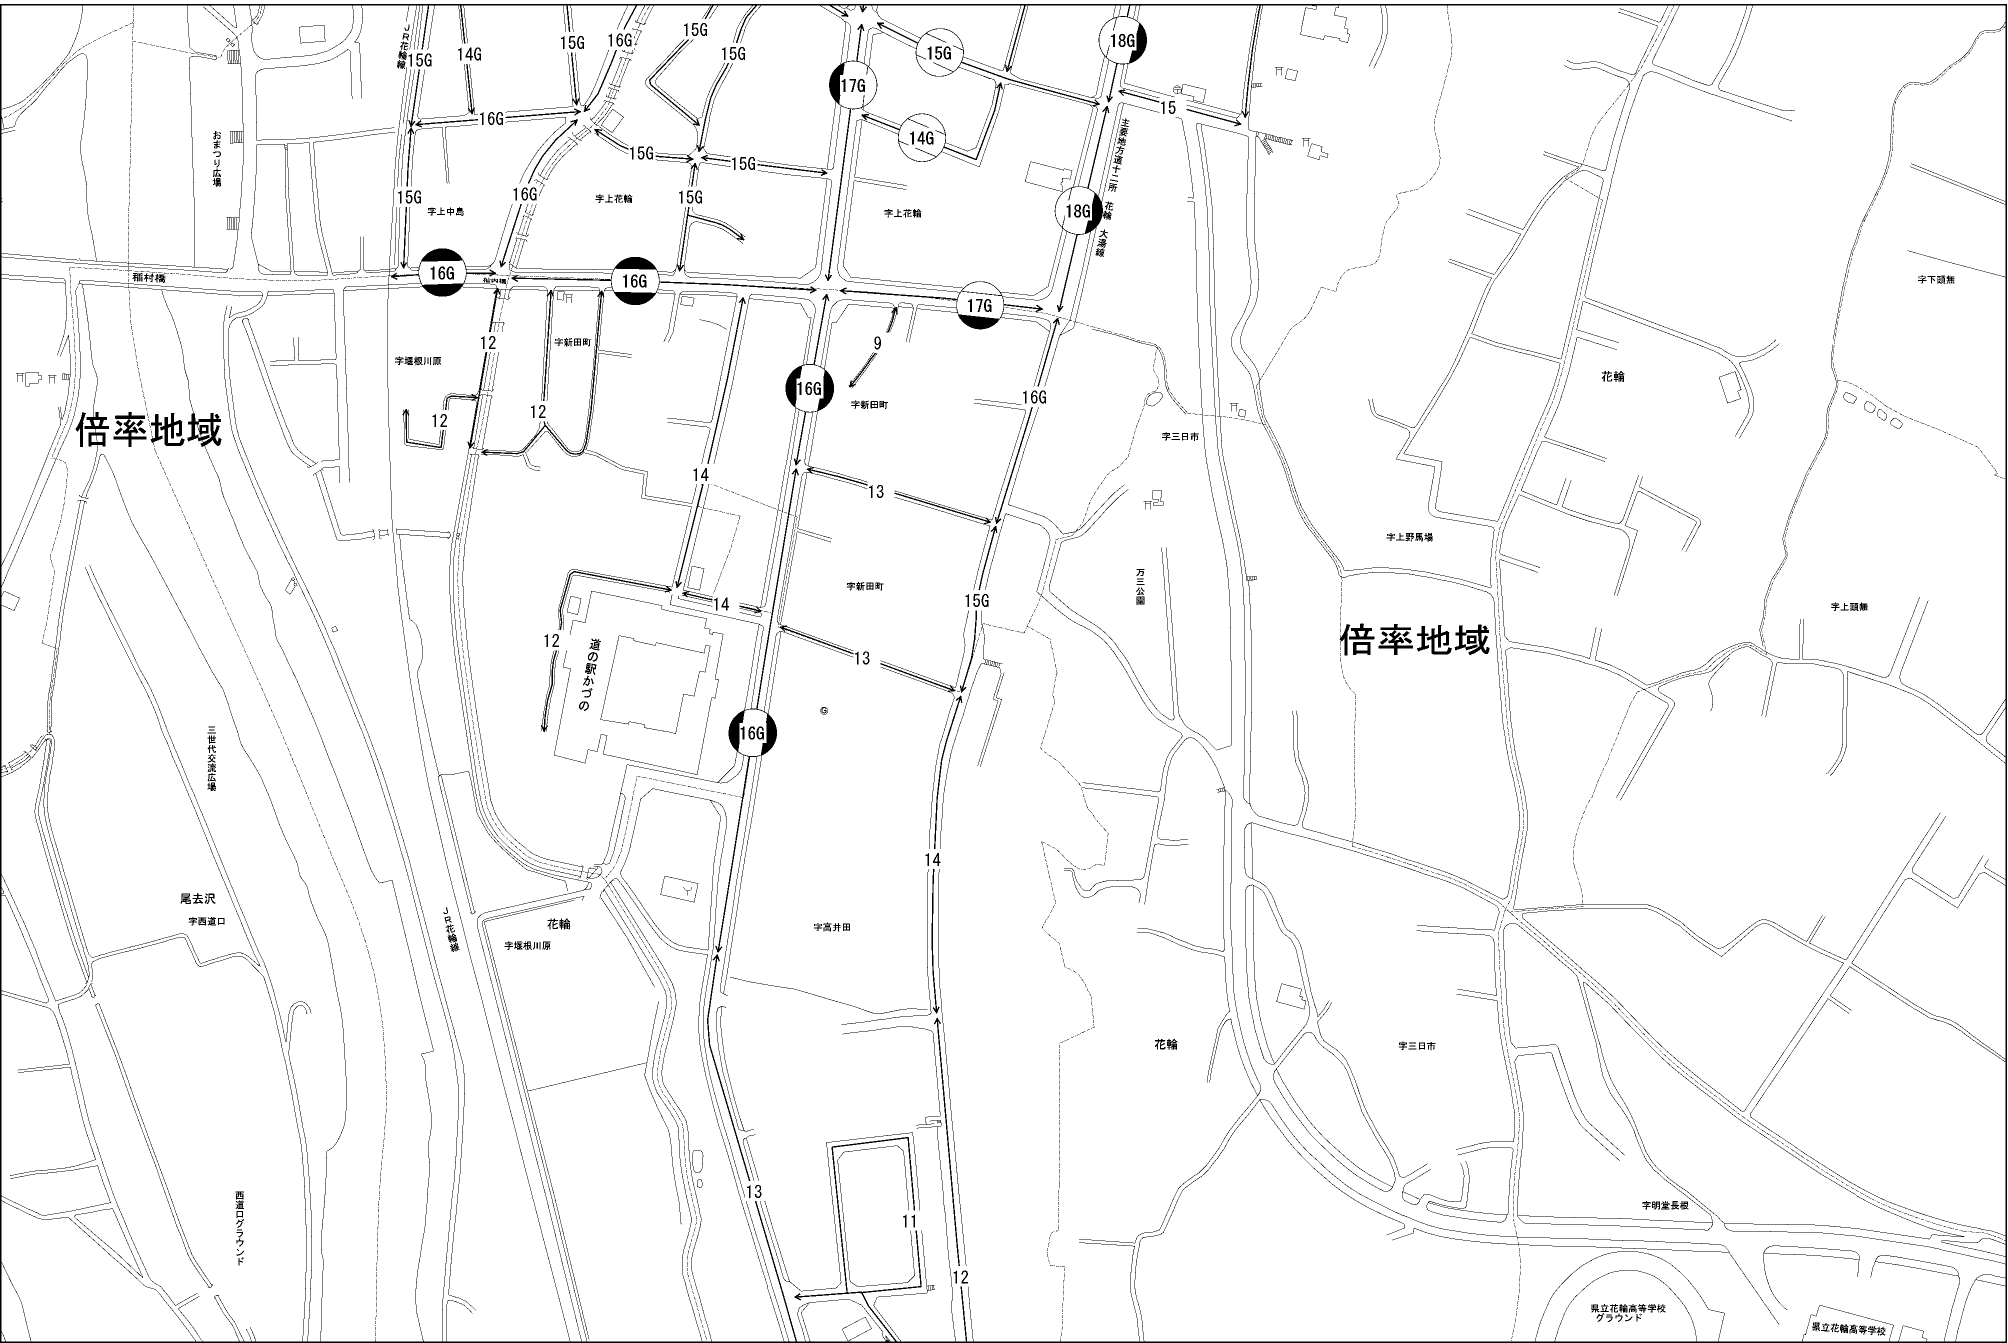 JR花輪線
15G
14G
15G
16G
15G
15G
17G
15G
18G
16G
15
14G
主要地方道十二所
花輪
大湯線
おまつり広場
15G
15G
15G
16G
15G
18G
字上中島
字上花輪
字上花輪
稲村橋
16G
16G
17G
字下頭無
12
字新田町
9
字堰根川原
16G
字新田町
16G
花輪
12
12
字三日市
倍率地域
14
13
字上野馬場
万三公園
字新田町
15G
14
字上頭無
12
道の駅かづの
13
倍率地域
G
16G
三世代交流広場
14
尾去沢
字西道口
JR花輪線
花輪
字堰根川原
字高井田
花輪
字三日市
13
11
西道口グラウンド
字明堂長根
12
県立花輪高等学校
グラウンド
県立花輪高等学校